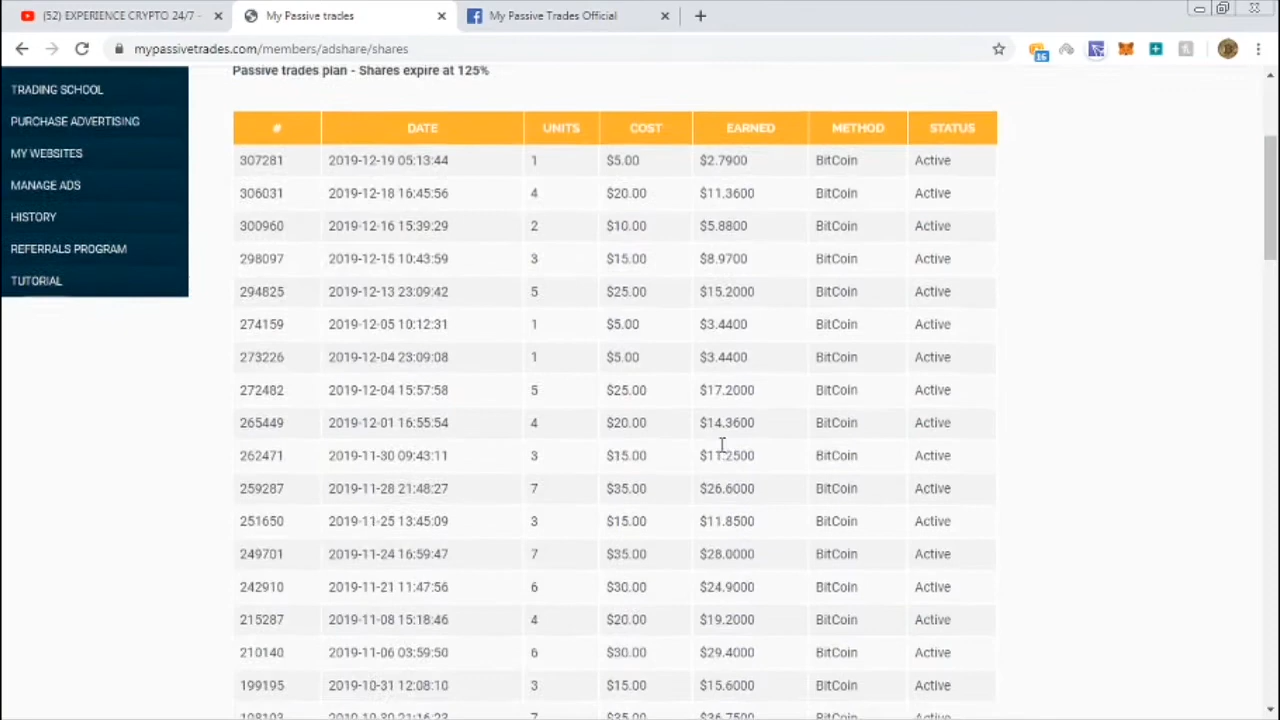 (52) EXPERIENCE CRYPTO 24/7 - My Passive trades My Passive Trades Official
mypassivetrades.com/members/adshare/shares
16
TRADING SCHOOL
PURCHASE ADVERTISING
MY WEBSITES
MANAGE ADS
HISTORY
REFERRALS PROGRAM
TUTORIAL
Passive trades plan - Shares expire at 125%
# DATE UNITS COST EARNED METHOD STATUS
307281 2019-12-19 05:13:44 1 $5.00 $2.7900 BitCoin Active
306031 2019-12-18 16:45:56 4 $20.00 $11.3600 BitCoin Active
300960 2019-12-16 15:39:29 2 $10.00 $5.8800 BitCoin Active
298097 2019-12-15 10:43:59 3 $15.00 $8.9700 BitCoin Active
294825 2019-12-13 23:09:42 5 $25.00 $15.2000 BitCoin Active
274159 2019-12-05 10:12:31 1 $5.00 $3.4400 BitCoin Active
273226 2019-12-04 23:09:08 1 $5.00 $3.4400 BitCoin Active
272482 2019-12-04 15:57:58 5 $25.00 $17.2000 BitCoin Active
265449 2019-12-01 16:55:54 4 $20.00 $14.3600 BitCoin Active
262471 2019-11-30 09:43:11 3 $15.00 $11.2500 BitCoin Active
259287 2019-11-28 21:48:27 7 $35.00 $26.6000 BitCoin Active
251650 2019-11-25 13:45:09 3 $15.00 $11.8500 BitCoin Active
249701 2019-11-24 16:59:47 7 $35.00 $28.0000 BitCoin Active
242910 2019-11-21 11:47:56 6 $30.00 $24.9000 BitCoin Active
215287 2019-11-08 15:18:46 4 $20.00 $19.2000 BitCoin Active
210140 2019-11-06 03:59:50 6 $30.00 $29.4000 BitCoin Active
199195 2019-10-31 12:08:10 3 $15.00 $15.6000 BitCoin Active
7 $35.00 $36.7500 BitCoin Active